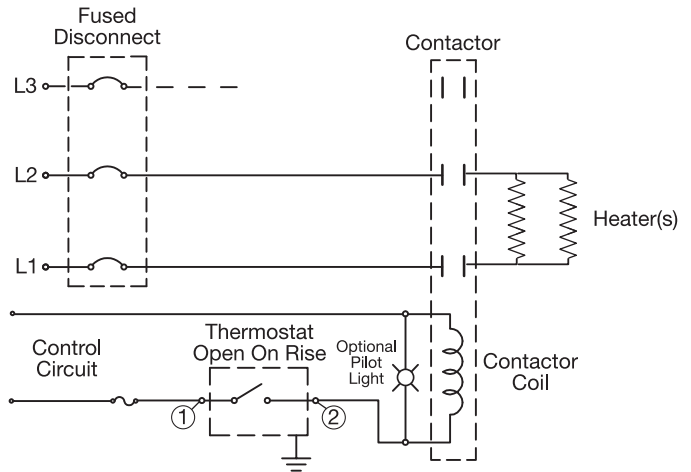 Fused
Disconnect
Contactor
L3
L2
Heater(s)
L1
Control
Circuit
Thermostat
Open On Rise
Optional
Pilot
Light
Contactor
Coil
1
2